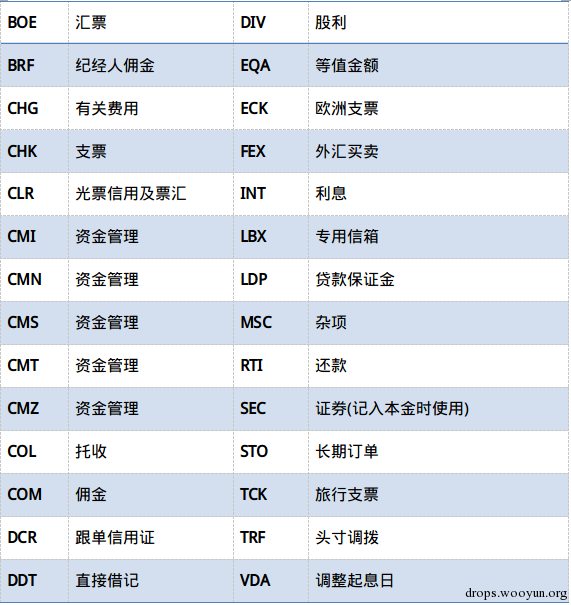 BOE 汇票 DIV 股利
BRF 纪经人佣金 EQA 等值金额
CHG 有关费用 ECK 欧洲支票
CHK 支票 FEX 外汇买卖
CLR 光票信用及票汇 INT 利息
CMI 资金管理 LBX 专用信箱
CMN 资金管理 LDP 贷款保证金
CMS 资金管理 MSC 杂项
CMT 资金管理 RTI 还款
CMZ 资金管理 SEC 证券(记入本金时使用)
COL 托收 STO 长期订单
COM 佣金 TCK 旅行支票
DCR 跟单信用证 TRF 头寸调拨
DDT 直接借记 VDA 调整起息日
drops.wooyun.org